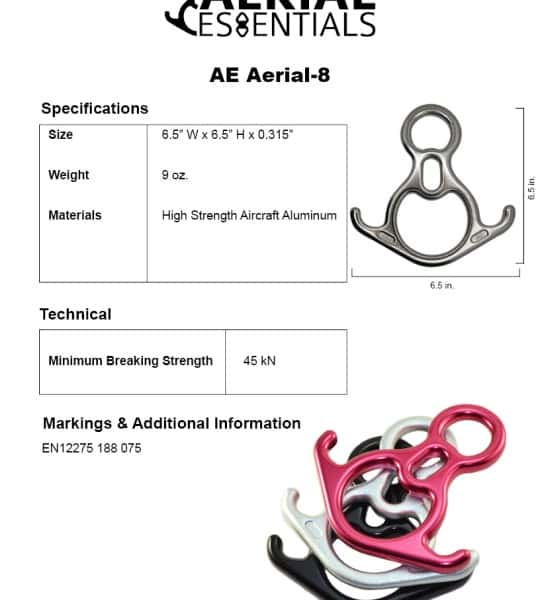 AERIAL
ESSENTIALS
AE Aerial-8
Specifications
Size 6.5" W x 6.5" H x 0.315"
Weight 9 oz.
Materials High Strength Aircraft Aluminum
6.5 in.
6.5 in.
Technical
Minimum Breaking Strength 45 kN
Markings & Additional Information
EN12275 188 075